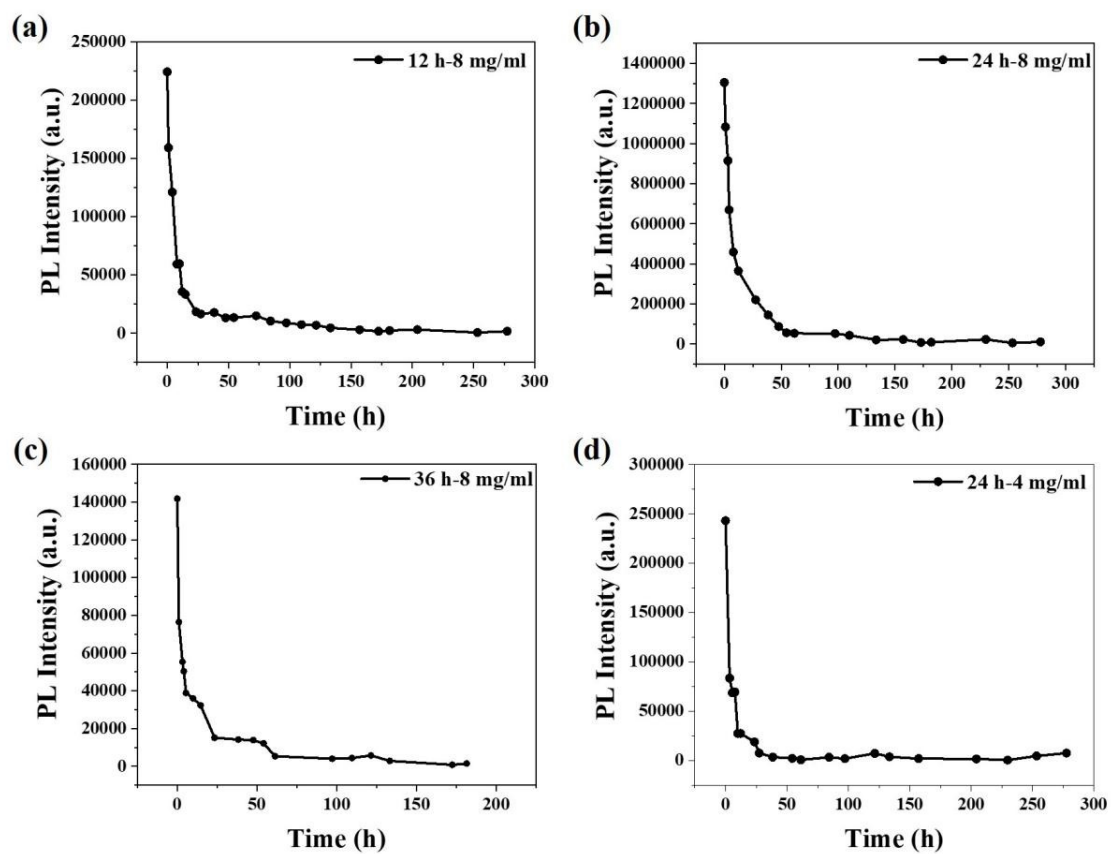 (a)
250000
200000
150000
100000
50000
0
PL Intensity (a.u.)
12 h-8 mg/ml
0 50 100 150 200 250 300
Time (h)
(b)
1400000
1200000
1000000
800000
600000
400000
200000
0
PL Intensity (a.u.)
24 h-8 mg/ml
0 50 100 150 200 250 300
Time (h)
(c)
160000
140000
120000
100000
80000
60000
40000
20000
0
PL Intensity (a.u.)
36 h-8 mg/ml
0 50 100 150 200
Time (h)
(d)
300000
250000
200000
150000
100000
50000
0
PL Intensity (a.u.)
24 h-4 mg/ml
0 50 100 150 200 250 300
Time (h)